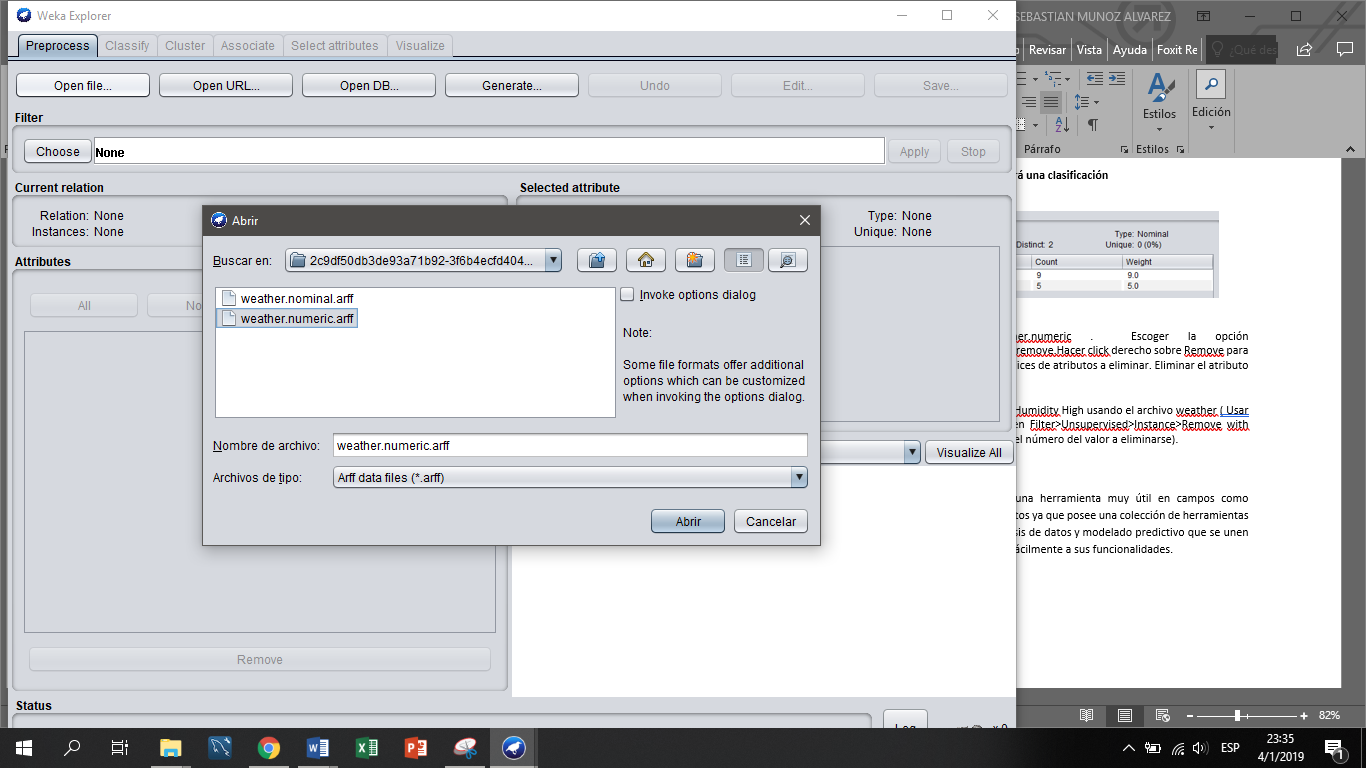 Weka Explorer
Preprocess Classify Cluster Associate Select attributes Visualize
Open file... Open URL... Open DB... Generate... Undo Edit... Save...
Filter
Choose None Apply Stop
Current relation
Relation: None
Instances: None
Selected attribute
Type: None
Unique: None
Attributes
All
Remove
Visualize All
Status
Abrir
Buscar en: 2c9df50db3de93a71b92-3f6b4ecfd404...
weather.nominal.arff
weather.numeric.arff
Invoke options dialog
Note:
Some file formats offer additional
options which can be customized
when invoking the options dialog.
Nombre de archivo: weather.numeric.arff
Archivos de tipo: Arff data files (*.arff)
Abrir Cancelar
SEBASTIAN MUNOZ ALVAREZ
Revisar Vista Ayuda Foxit Re ¿Qué des
Estilos Edición
Párrafo Estilos
una clasificación
Distinct: 2 Type: Nominal
Unique: 0 (0%)
Count Weight
9 9.0
5 5.0
.numeric . Escoger la opción
remove.Hacer click derecho sobre Remove para
ices de atributos a eliminar. Eliminar el atributo
Humidity High usando el archivo weather ( Usar
en Filter>Unsupervised>Instance>Remove with
el número del valor a eliminarse).
una herramienta muy útil en campos como
tos ya que posee una colección de herramientas
sis de datos y modelado predictivo que se unen
ácilmente a sus funcionalidades.
82%
ESP
23:35
4/1/2019
1